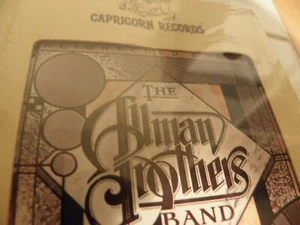 CAPRICORN RECORDS
THE
Allman
Brothers
BAND